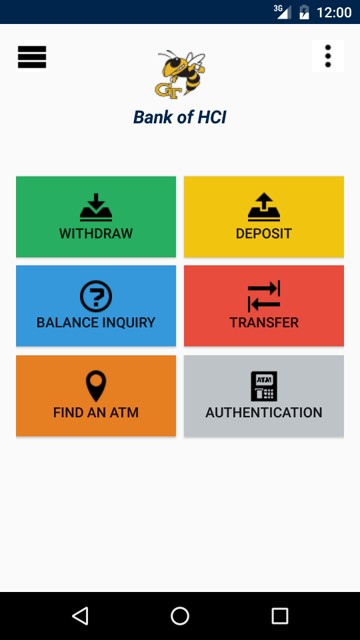 3G 12:00
GT
Bank of HCI
WITHDRAW
DEPOSIT
BALANCE INQUIRY
TRANSFER
FIND AN ATM
ATM
AUTHENTICATION